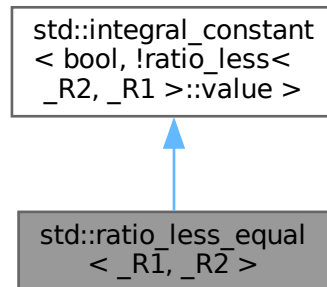 std::integral_constant
< bool, !ratio_less<
_R2, _R1 >::value >
std::ratio_less_equal
< _R1, _R2 >